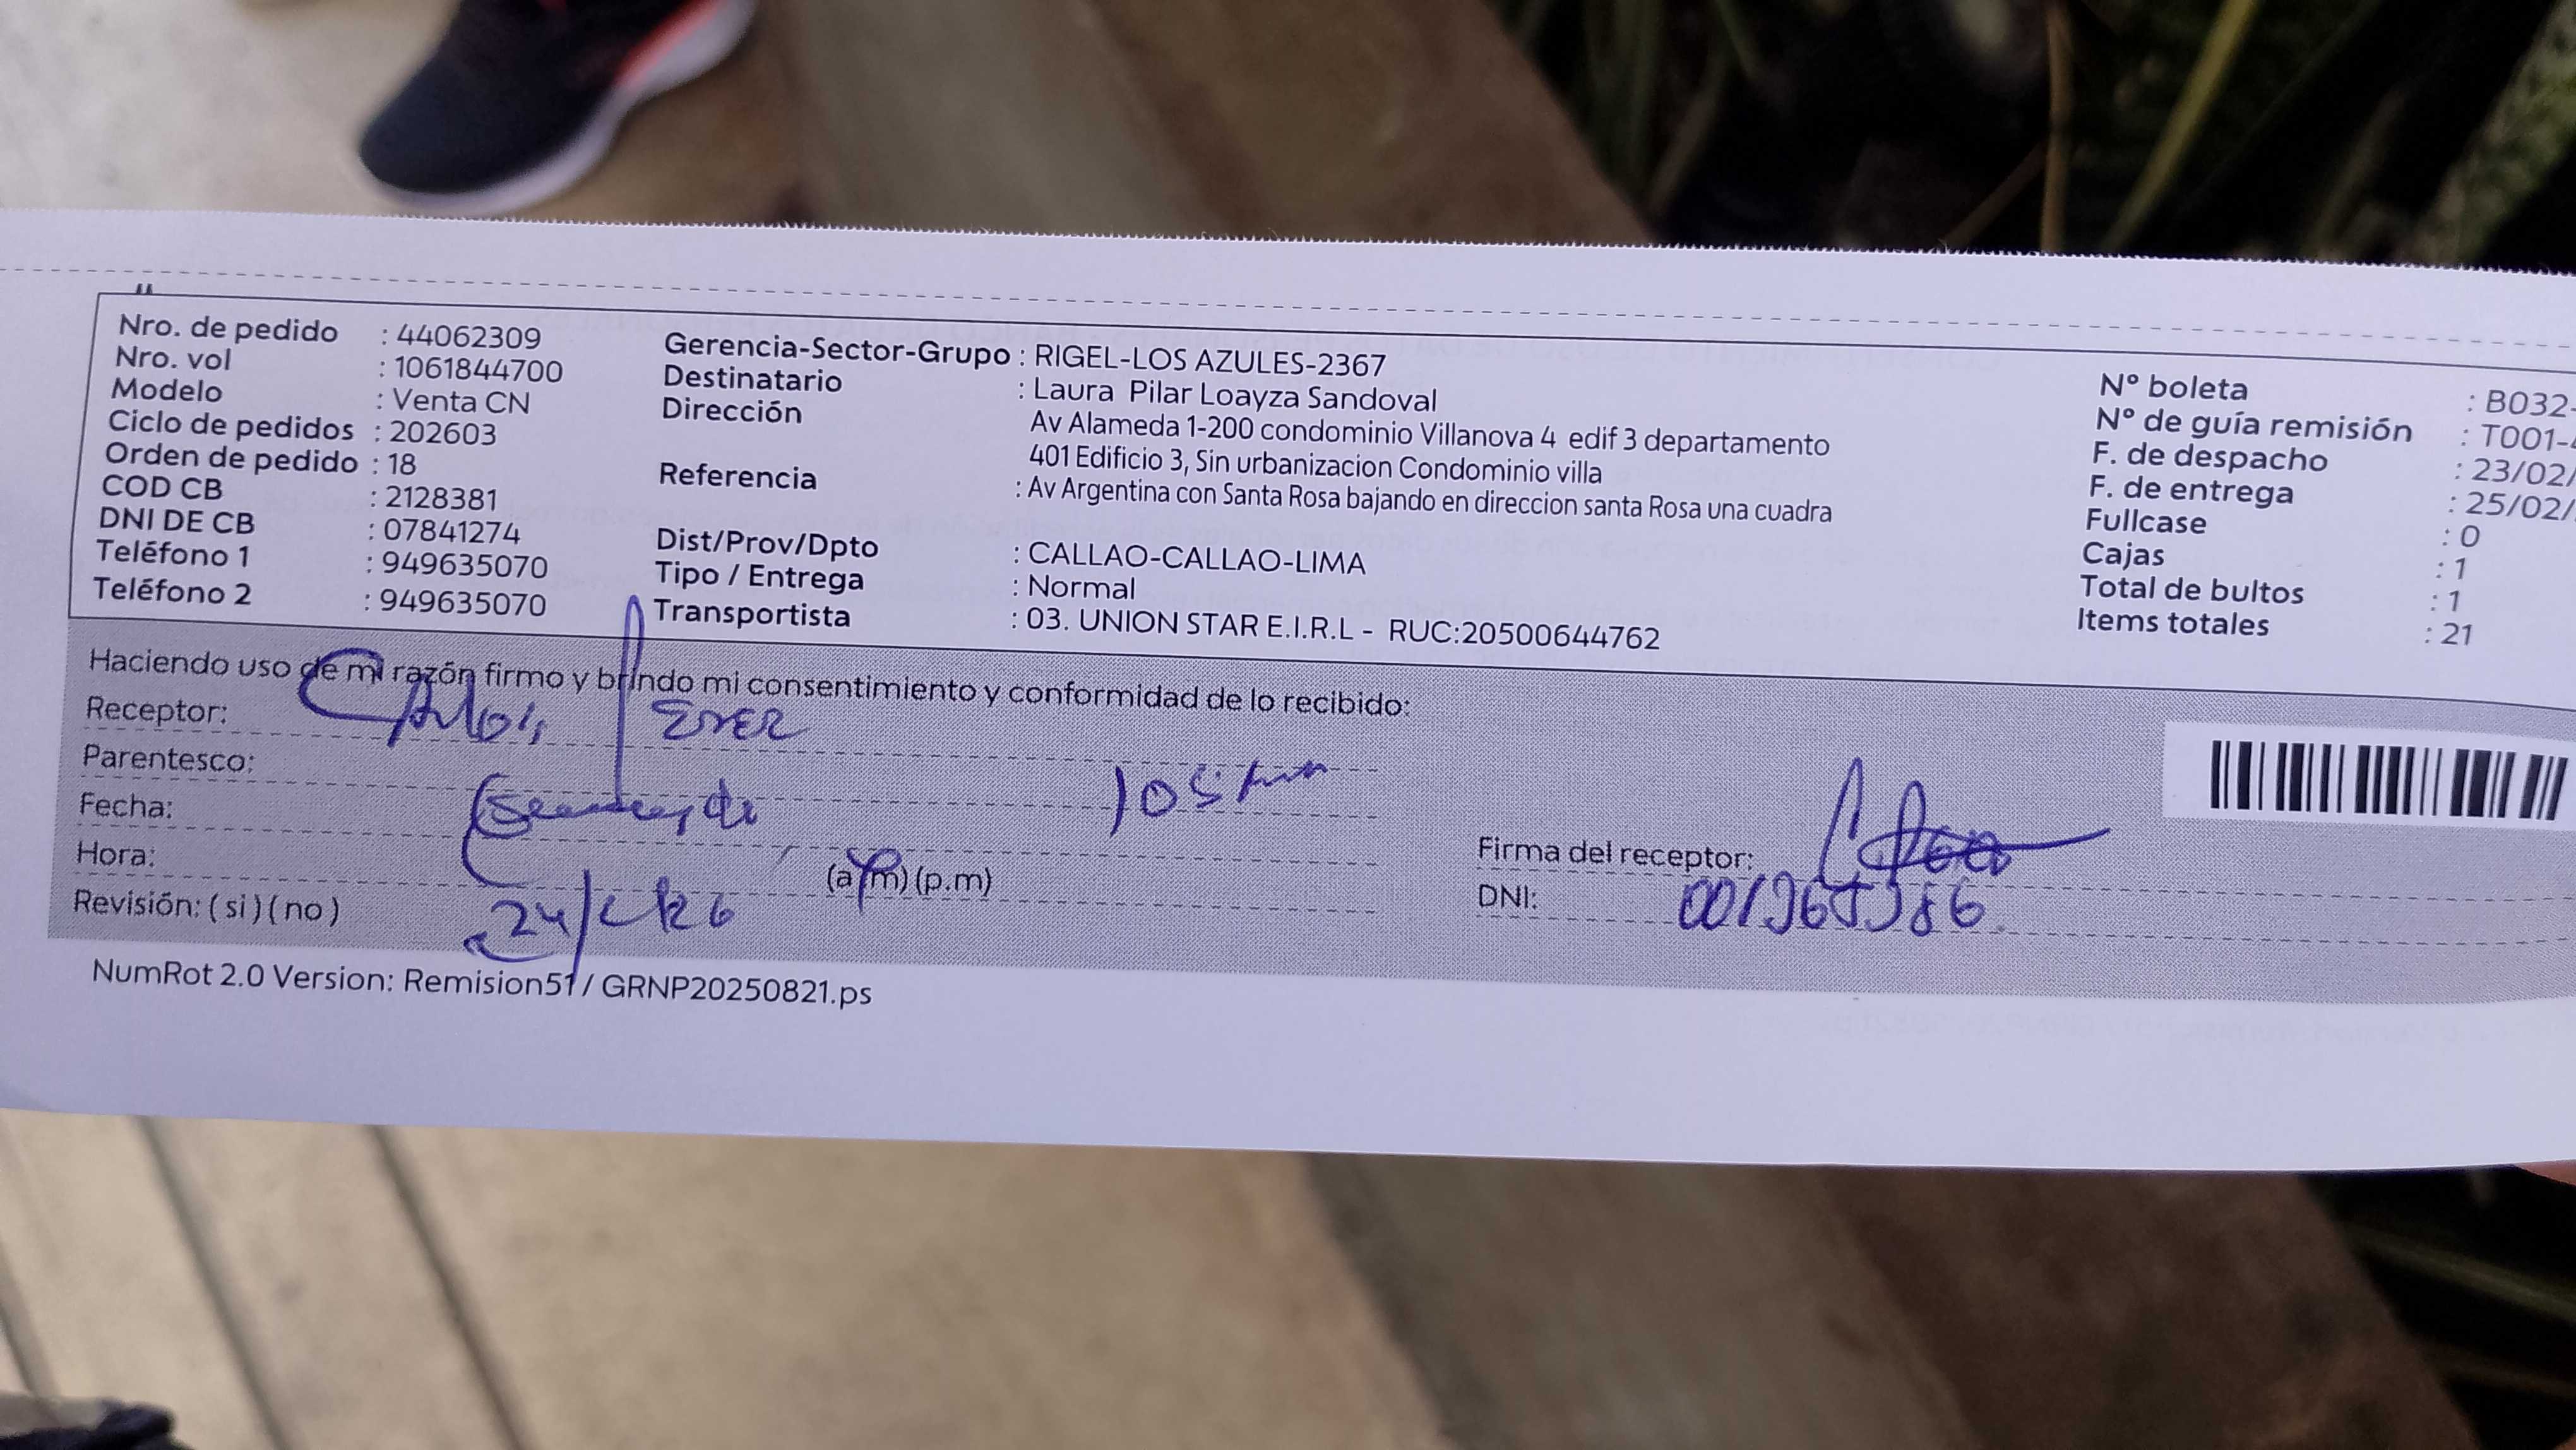 Nro. de pedido : 44062309
Nro. vol : 1061844700
Modelo : Venta CN
Ciclo de pedidos : 202603
Orden de pedido : 18
COD CB : 2128381
DNI DE CB : 07841274
Teléfono 1 : 949635070
Teléfono 2 : 949635070
Gerencia-Sector-Grupo : RIGEL-LOS AZULES-2367
Destinatario : Laura Pilar Loayza Sandoval
Dirección Av Alameda 1-200 condominio Villanova 4 edif 3 departamento
401 Edificio 3, Sin urbanizacion Condominio villa
Referencia : Av Argentina con Santa Rosa bajando en direccion santa Rosa una cuadra
Dist/Prov/Dpto : CALLAO-CALLAO-LIMA
Tipo / Entrega : Normal
Transportista : 03. UNION STAR E.I.R.L - RUC:20500644762
N° boleta : B032-
N° de guía remisión : T001-
F. de despacho : 23/02/
F. de entrega : 25/02/
Fullcase : 0
Cajas : 1
Total de bultos : 1
Items totales : 21
Haciendo uso de mi razón firmo y brindo mi consentimiento y conformidad de lo recibido:
Receptor:
Parentesco:
Fecha:
Hora: (a.m) (p.m)
Revisión: ( si ) ( no )
Firma del receptor:
DNI:
NumRot 2.0 Version: Remision51 / GRNP20250821.ps